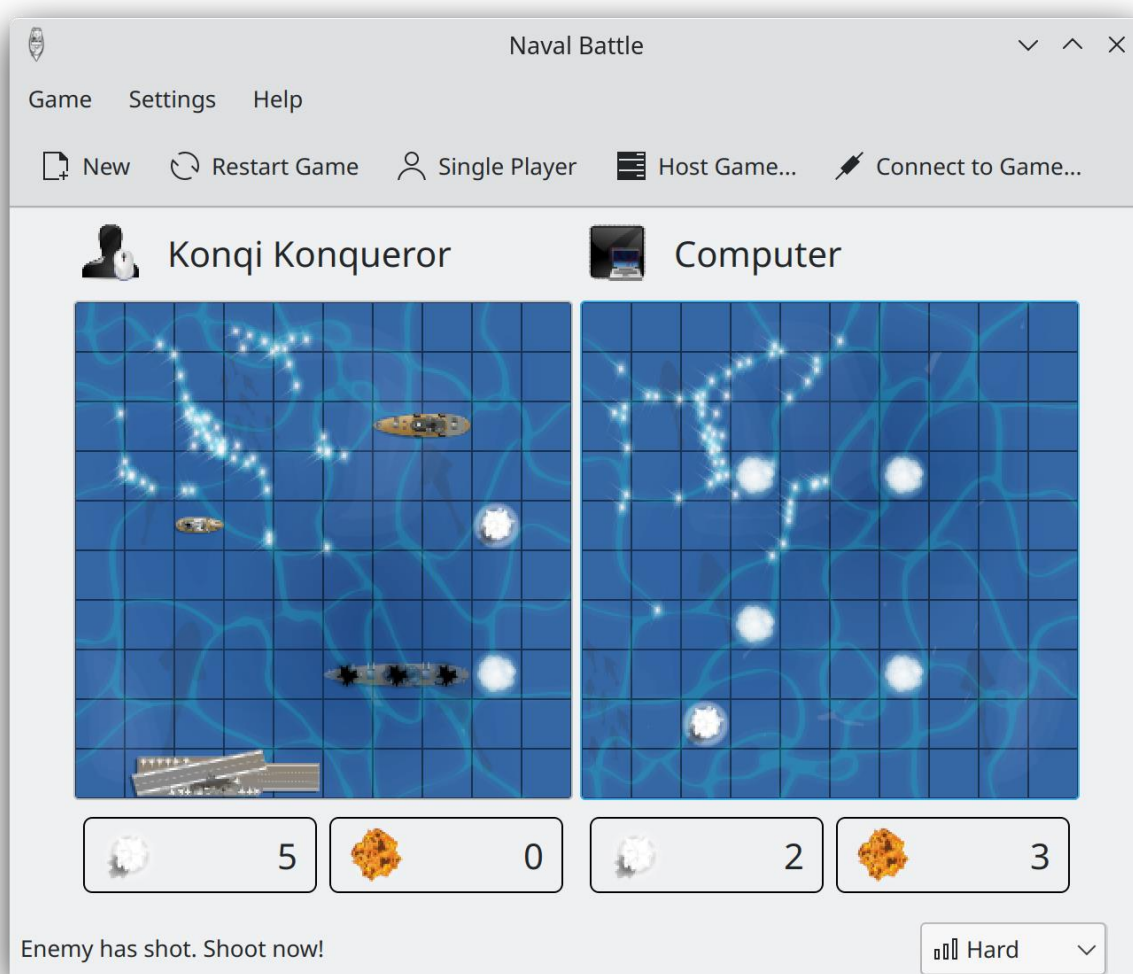 Naval Battle
Game Settings Help
New Restart Game Single Player Host Game... Connect to Game...
Konqi Konqueror Computer
5 0 2 3
Enemy has shot. Shoot now! Hard